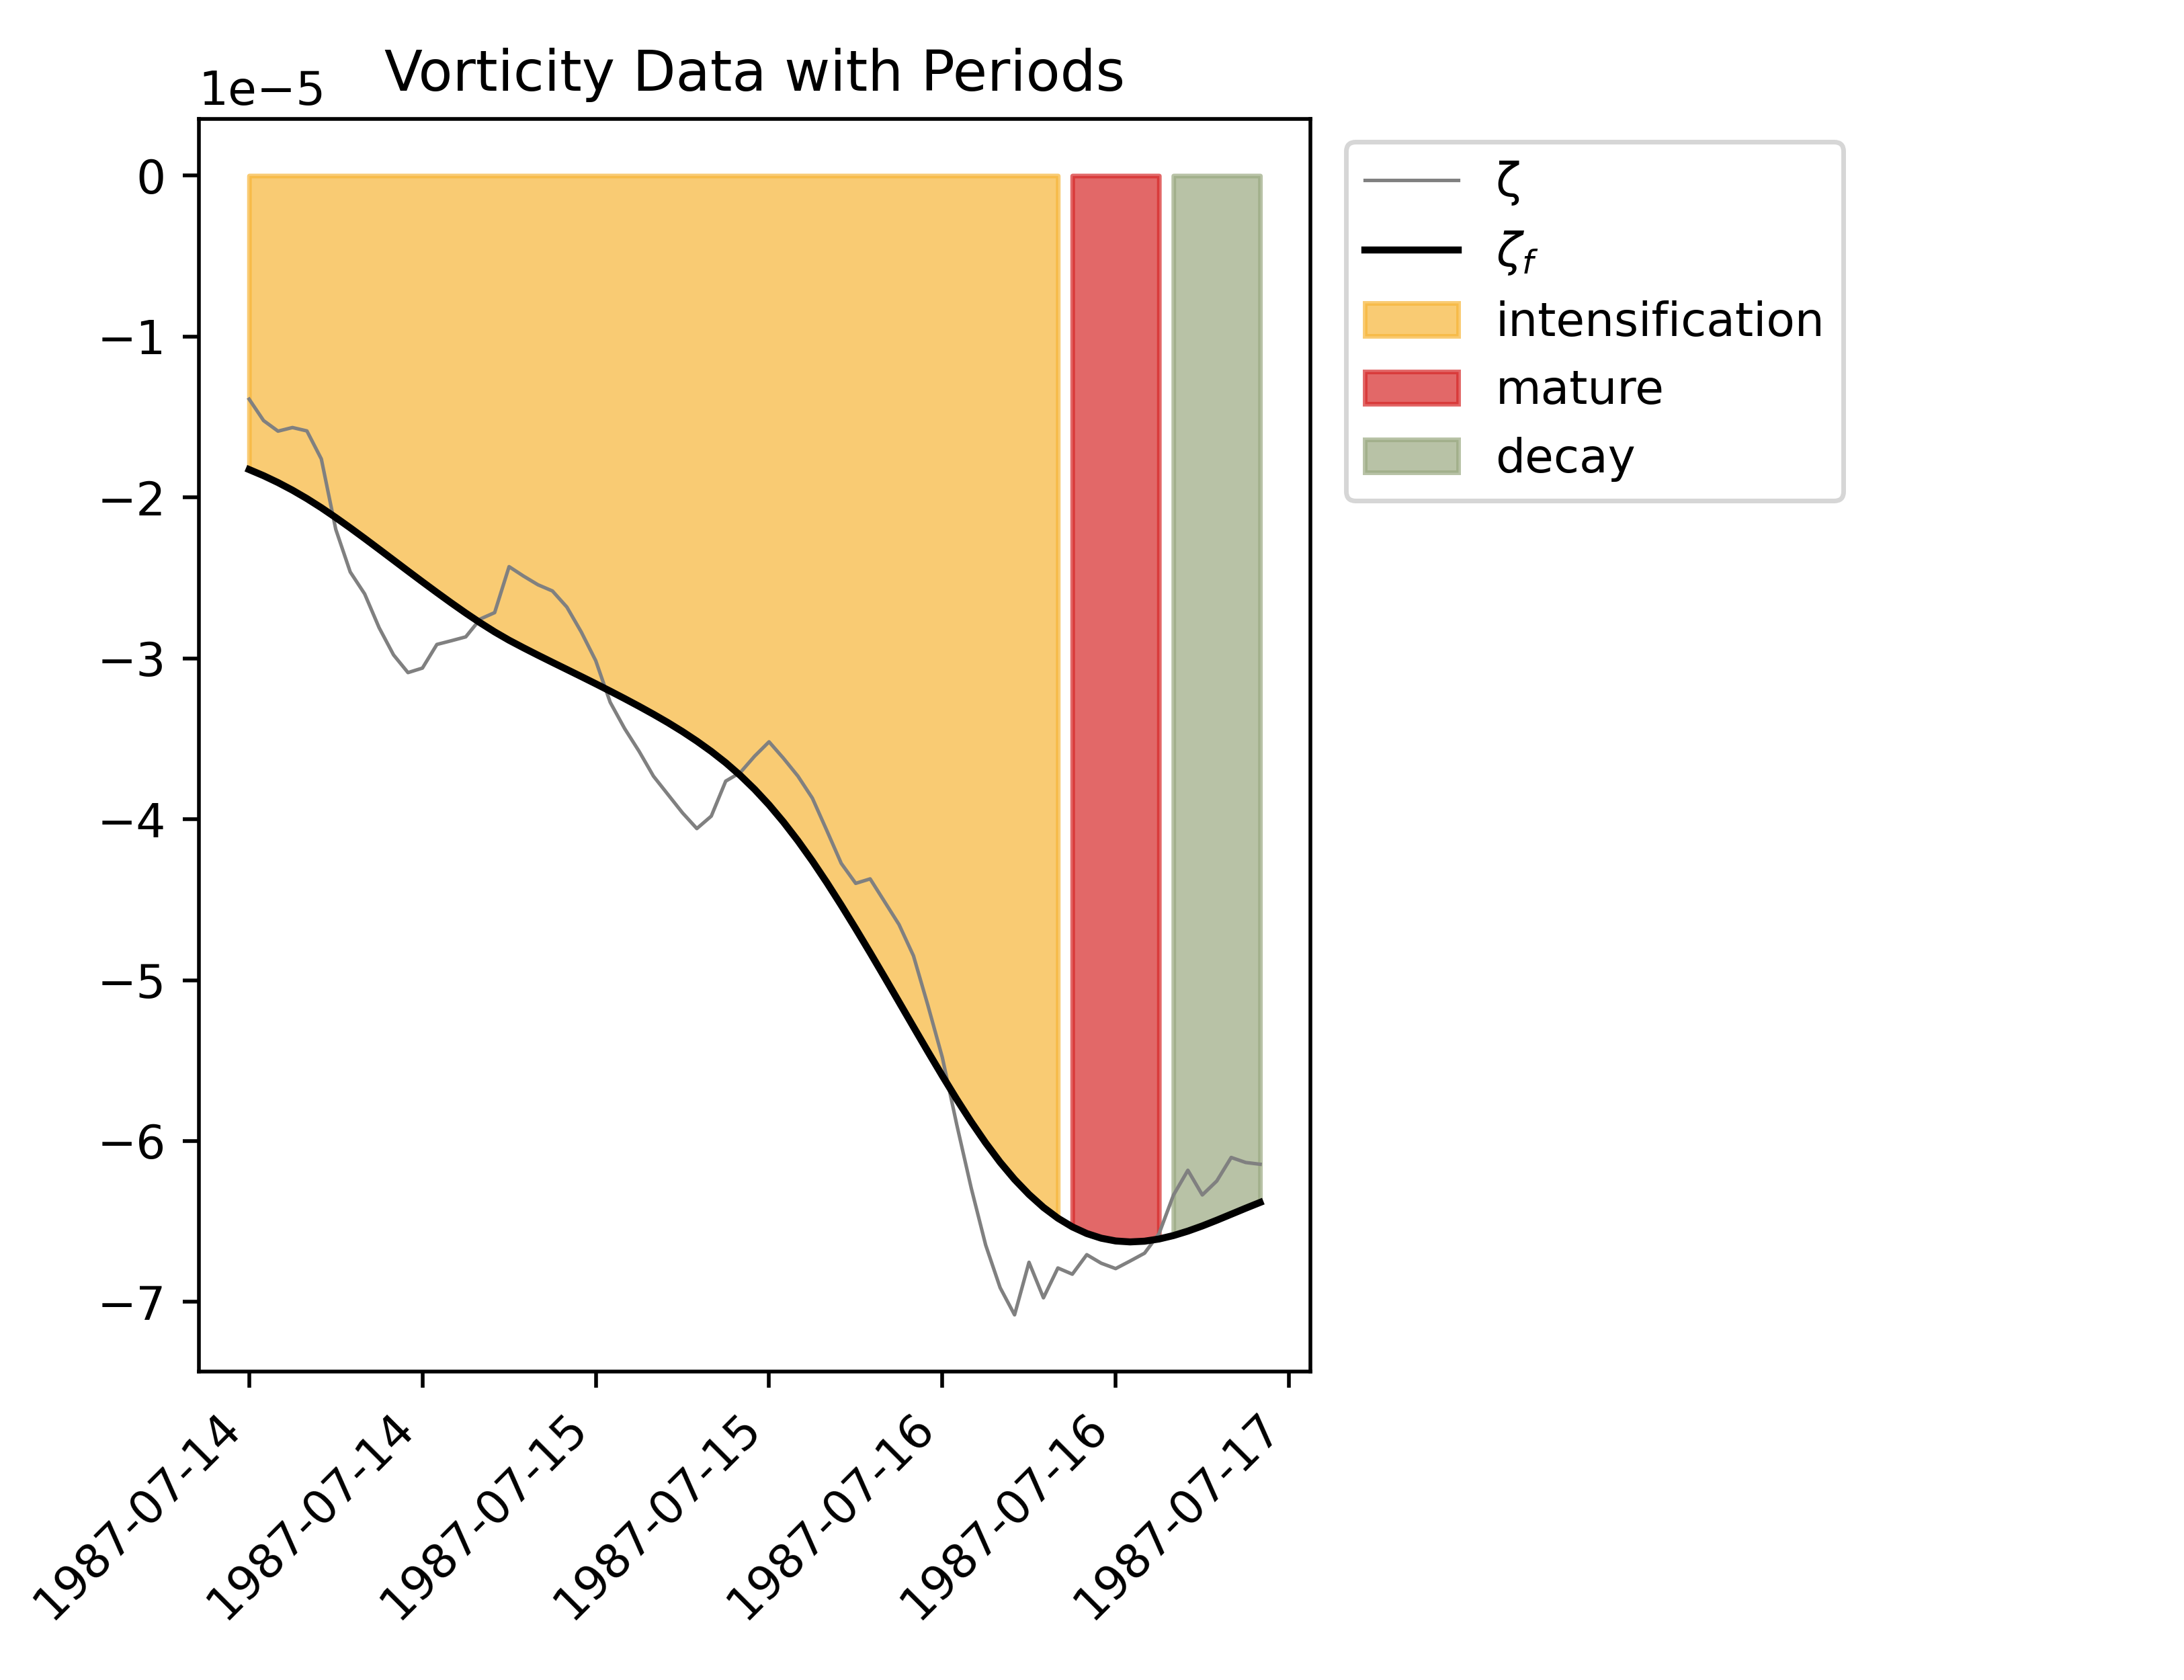 Vorticity Data with Periods
1e−5
0
−1
−2
−3
−4
−5
−6
−7
1987-07-14
1987-07-14
1987-07-15
1987-07-15
1987-07-16
1987-07-16
1987-07-17
ζ
ζf
intensification
mature
decay